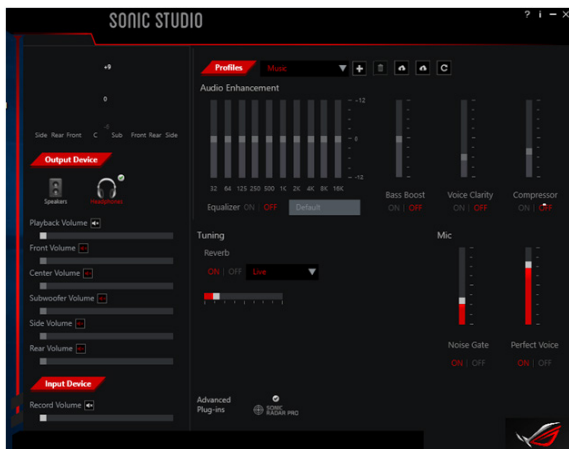 SONIC STUDIO
? i
+9
0
Side Rear Front C Sub Front Rear Side
Output Device
Speakers
Headphones
Playback Volume
Front Volume
Center Volume
Subwoofer Volume
Side Volume
Rear Volume
Input Device
Record Volume
Profiles Music
Audio Enhancement
-12
0
-12
32 64 125 250 500 1K 2K 4K 8K 16K
Equalizer ON | OFF Default
Bass Boost Voice Clarity Compressor
ON | OFF ON | OFF ON | OFF
Tuning
Reverb
ON | OFF Live
Mic
Noise Gate Perfect Voice
ON | OFF ON | OFF
Advanced
Plug-ins
SONIC
RADAR PRO